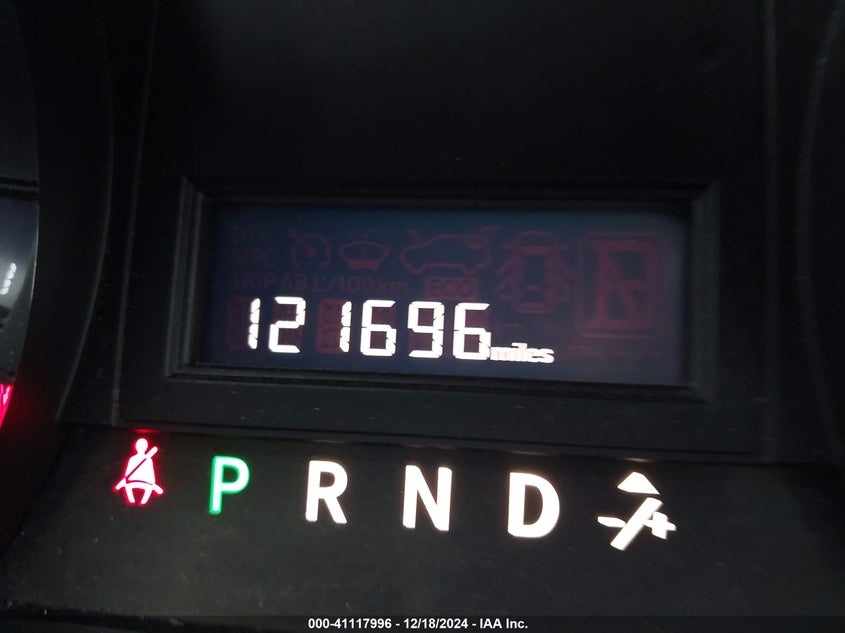 DTE
MPG
TRIP AB L/100 km ECO
121696 miles
P R N D - +
000-41117996 - 12/18/2024 - IAA Inc.